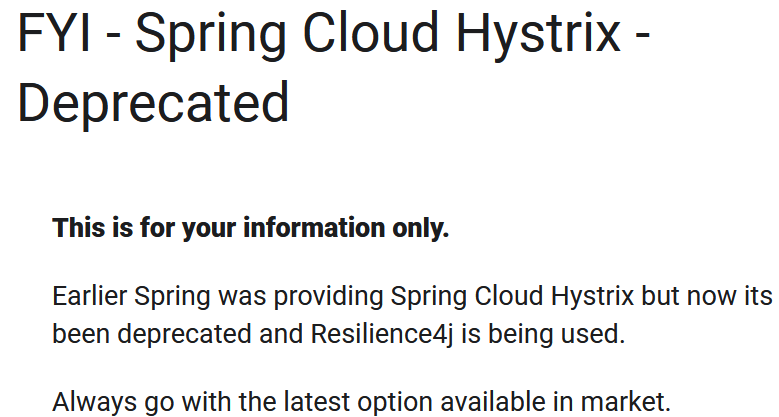 FYI - Spring Cloud Hystrix -
Deprecated
This is for your information only.
Earlier Spring was providing Spring Cloud Hystrix but now its
been deprecated and Resilience4j is being used.
Always go with the latest option available in market.